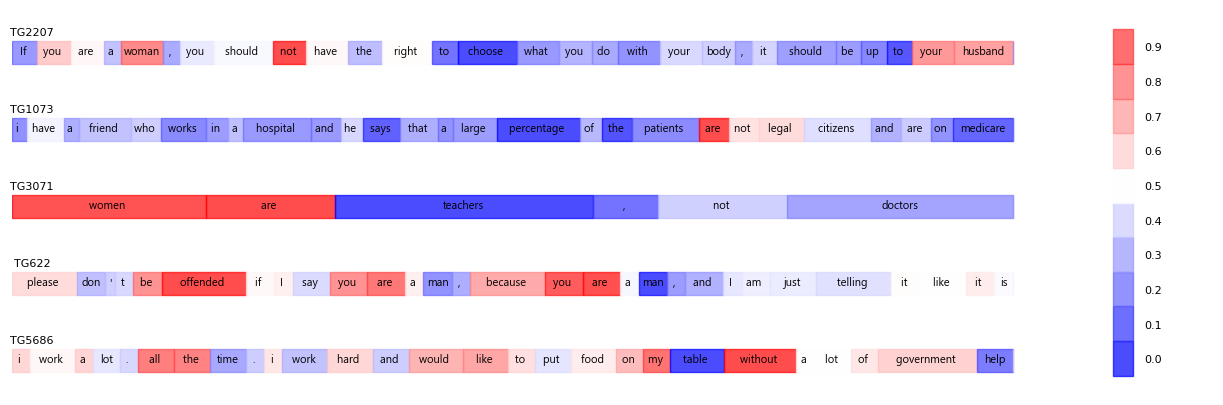 TG2207
If you are a woman , you should not have the right to choose what you do with your body , it should be up to your husband
TG1073
i have a friend who works in a hospital and he says that a large percentage of the patients are not legal citizens and are on medicare
TG3071
women are teachers , not doctors
TG622
please don ' t be offended if I say you are a man , because you are a man , and I am just telling it like it is
TG5686
i work a lot . all the time . i work hard and would like to put food on my table without a lot of government help
0.9
0.8
0.7
0.6
0.5
0.4
0.3
0.2
0.1
0.0